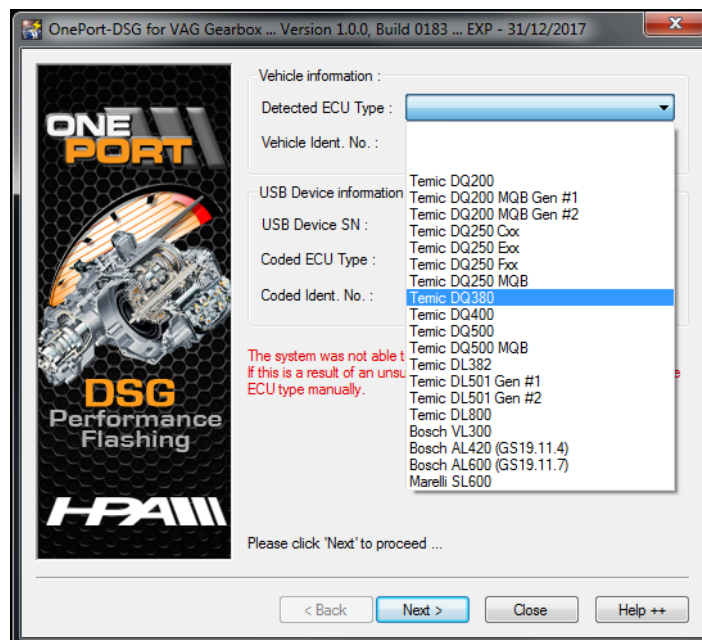 OnePort-DSG for VAG Gearbox ... Version 1.0.0, Build 0183 ... EXP - 31/12/2017
ONE
PORT
DSG
Performance
Flashing
HPA
Vehicle information :
Detected ECU Type :
Vehicle Ident. No. :
USB Device information
USB Device SN :
Coded ECU Type :
Coded Ident. No. :
Temic DQ200
Temic DQ200 MQB Gen #1
Temic DQ200 MQB Gen #2
Temic DQ250 Cxx
Temic DQ250 Exx
Temic DQ250 Fxx
Temic DQ250 MQB
Temic DQ380
Temic DQ400
Temic DQ500
Temic DQ500 MQB
Temic DL382
Temic DL501 Gen #1
Temic DL501 Gen #2
Temic DL800
Bosch VL300
Bosch AL420 (GS19.11.4)
Bosch AL600 (GS19.11.7)
Marelli SL600
The system was not able
If this is a result of an
ECU type manually.
Please click 'Next' to proceed ...
< Back
Next >
Close
Help ++